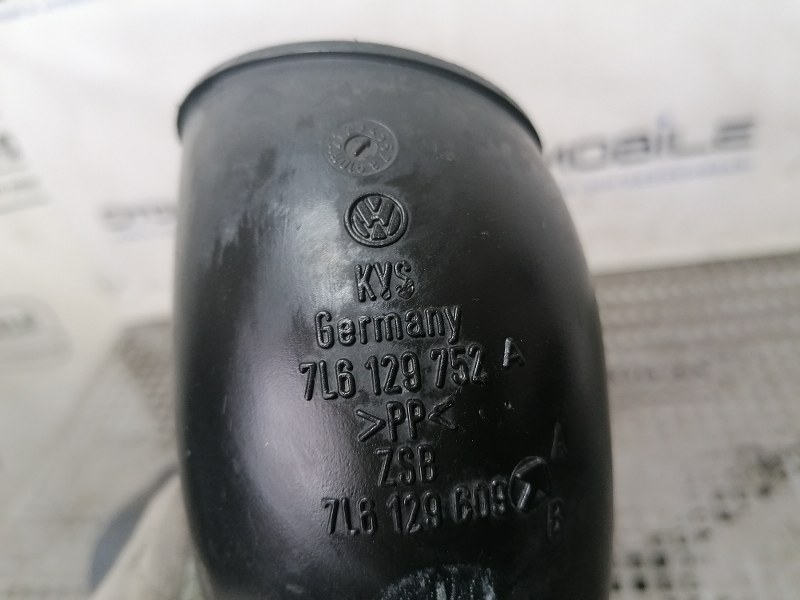 VW
KYS
Germany
7L6 129 752 A
>PP<
ZSB
7L6 129 609
A
B